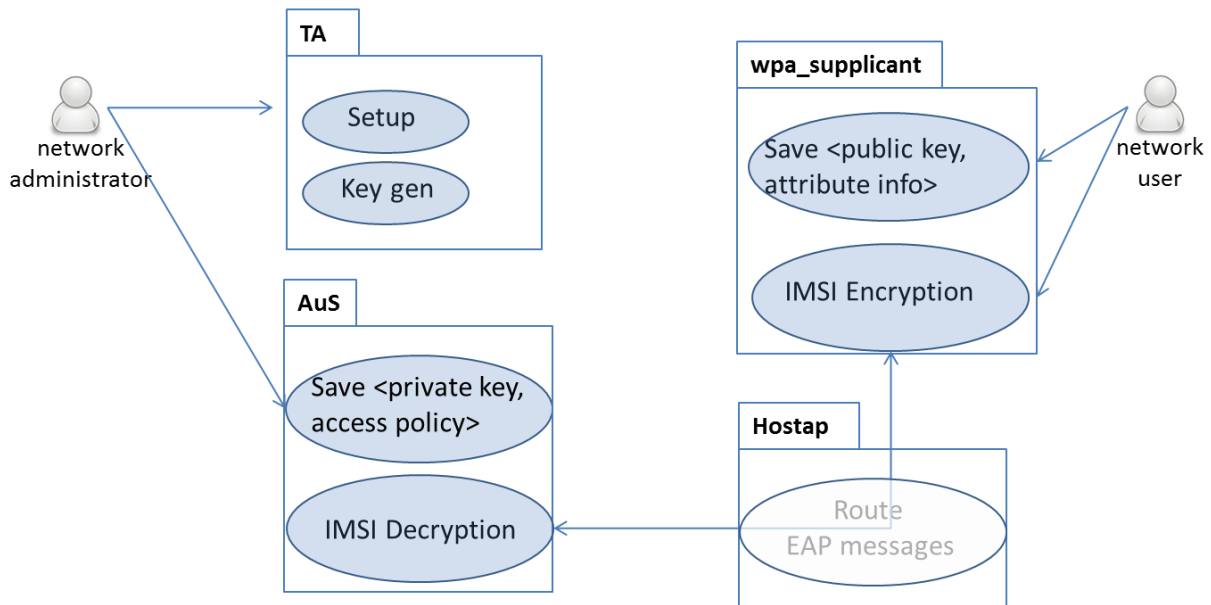 TA
Setup
Key gen
network
administrator
AuS
Save <private key,
access policy>
IMSI Decryption
wpa_supplicant
Save <public key,
attribute info>
IMSI Encryption
network
user
Hostap
Route
EAP messages